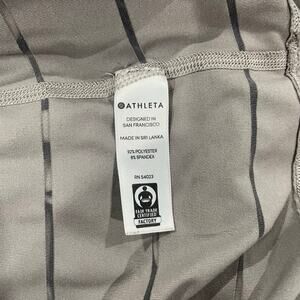 ATHLETA
DESIGNED IN
SAN FRANCISCO
MADE IN SRI LANKA
92% POLYESTER
8% SPANDEX
RN 54023
FAIR TRADE
CERTIFIED
FACTORY